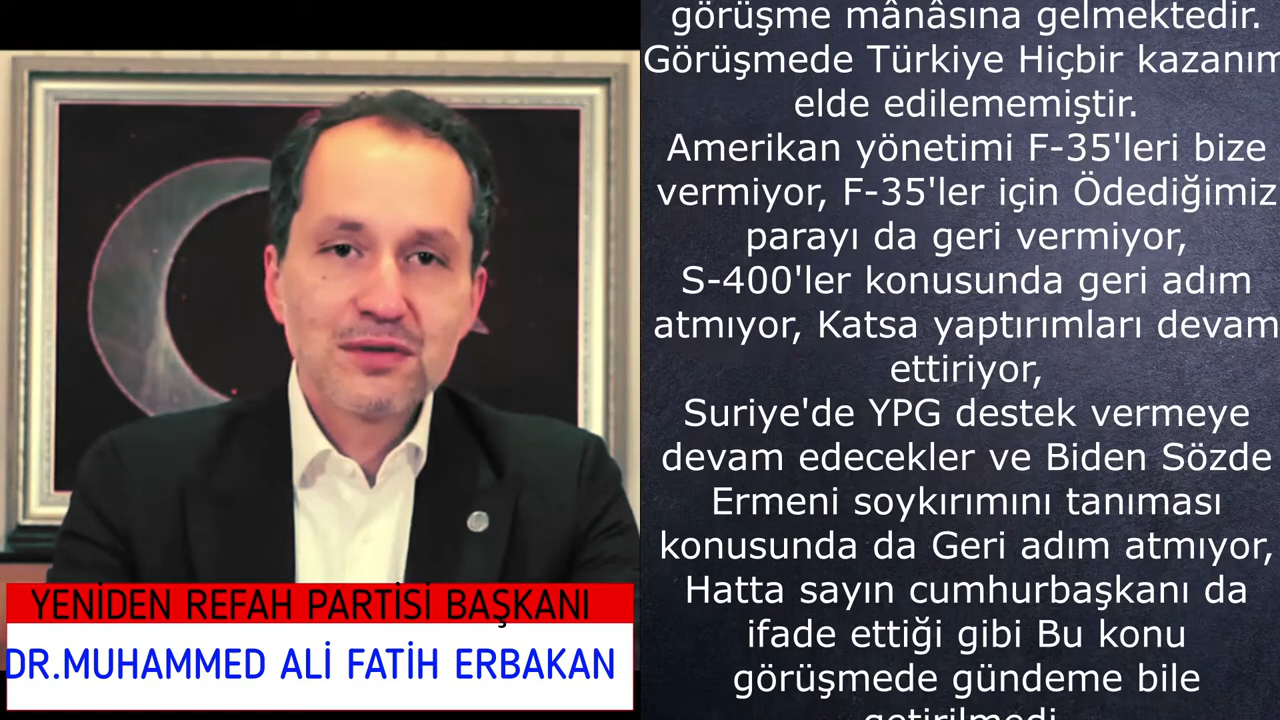 YENİDEN REFAH PARTİSİ BAŞKANI
DR.MUHAMMED ALİ FATİH ERBAKAN
görüşme mânâsına gelmektedir.
Görüşmede Türkiye Hiçbir kazanım
elde edilememiştir.
Amerikan yönetimi F-35'leri bize
vermiyor, F-35'ler için Ödediğimiz
parayı da geri vermiyor,
S-400'ler konusunda geri adım
atmıyor, Katsa yaptırımları devam
ettiriyor,
Suriye'de YPG destek vermeye
devam edecekler ve Biden Sözde
Ermeni soykırımını tanıması
konusunda da Geri adım atmıyor,
Hatta sayın cumhurbaşkanı da
ifade ettiği gibi Bu konu
görüşmede gündeme bile
getirilmedi